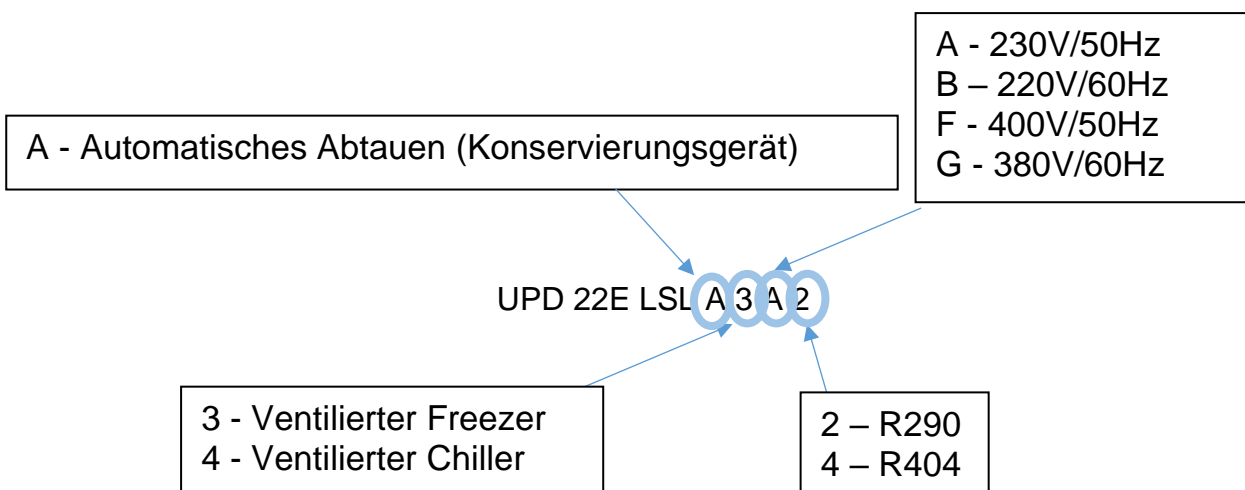 A - 230V/50Hz
B – 220V/60Hz
F - 400V/50Hz
G - 380V/60Hz
A - Automatisches Abtauen (Konservierungsgerät)
UPD 22E LSL A 3 A 2
3 - Ventilierter Freezer
4 - Ventilierter Chiller
2 – R290
4 – R404